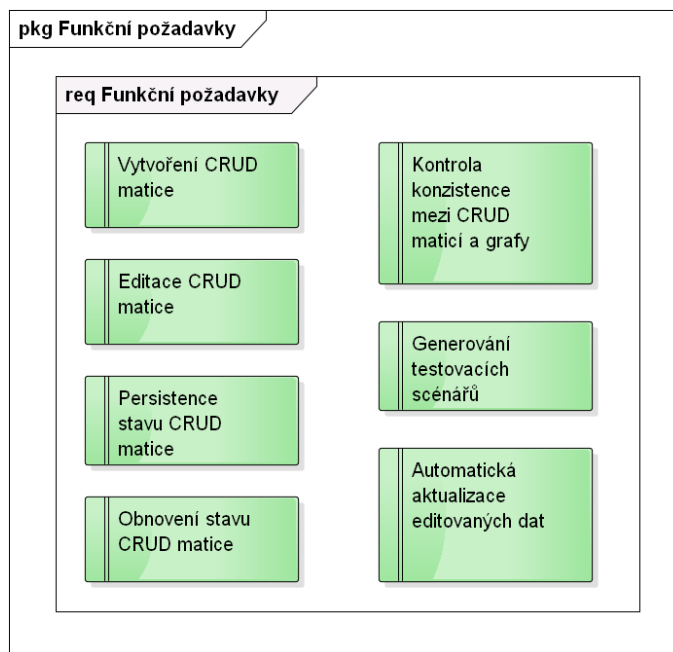 pkg Funkční požadavky
req Funkční požadavky
Vytvoření CRUD
matice
Editace CRUD
matice
Persistence
stavu CRUD
matice
Obnovení stavu
CRUD matice
Kontrola
konzistence
mezi CRUD
maticí a grafy
Generování
testovacích
scénářů
Automatická
aktualizace
editovaných dat